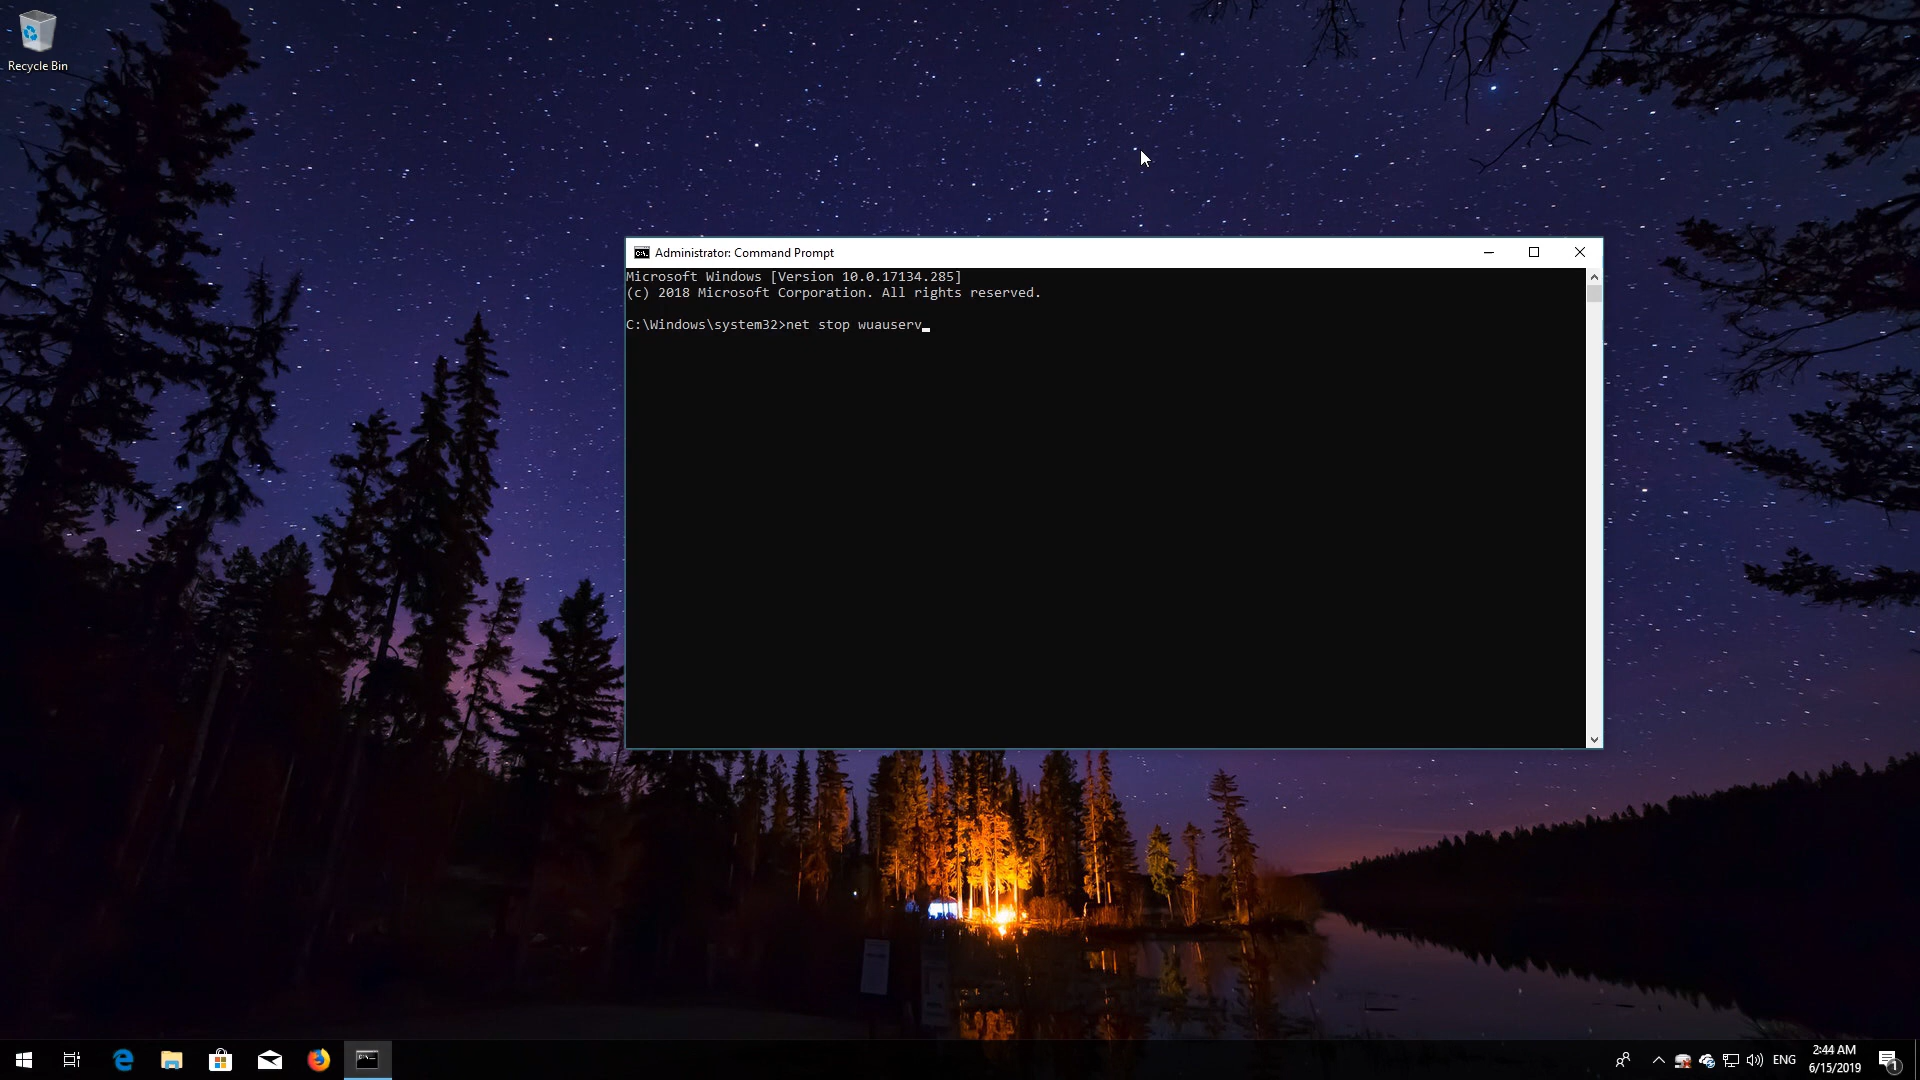 Recycle Bin
Administrator: Command Prompt
Microsoft Windows [Version 10.0.17134.285]
(c) 2018 Microsoft Corporation. All rights reserved.
C:\Windows\system32>net stop wuauserv
ENG
2:44 AM
6/15/2019
1